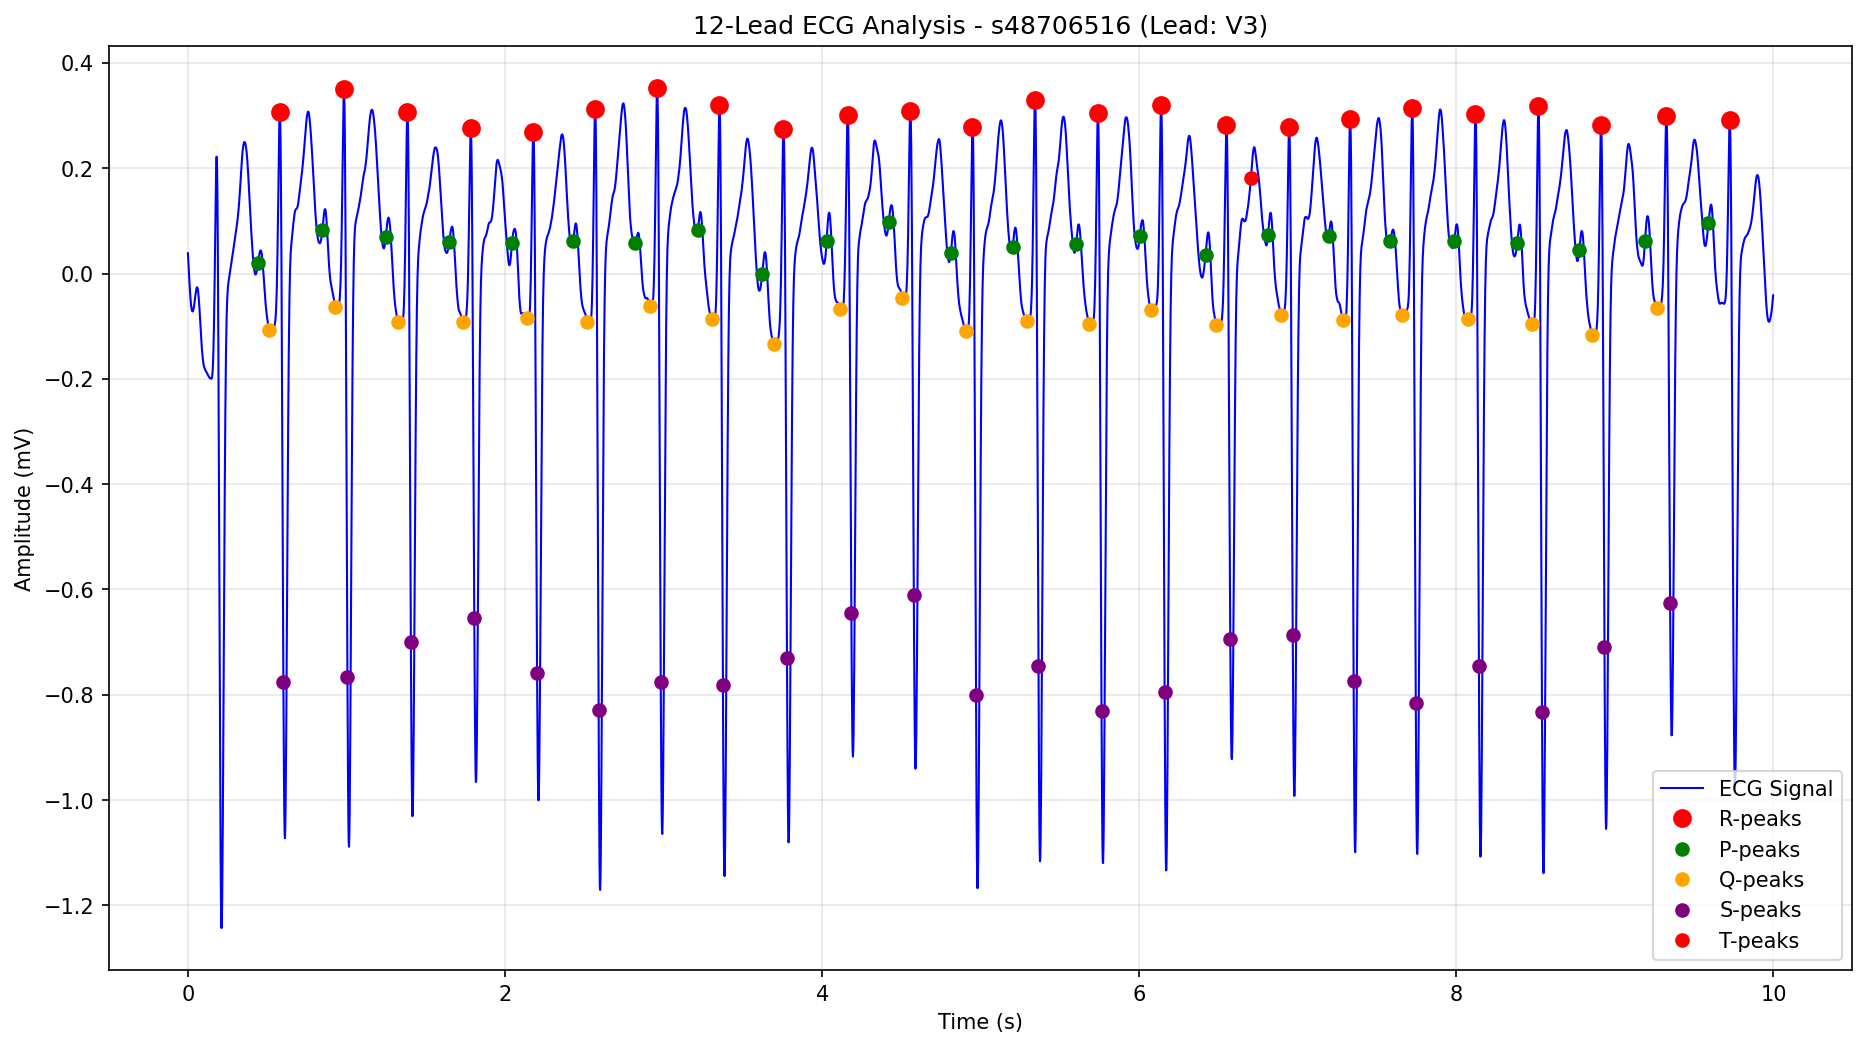 12-Lead ECG Analysis - s48706516 (Lead: V3)
Amplitude (mV)
0.4
0.2
0.0
−0.2
−0.4
−0.6
−0.8
−1.0
−1.2
ECG Signal
R-peaks
P-peaks
Q-peaks
S-peaks
T-peaks
0 2 4 6 8 10
Time (s)